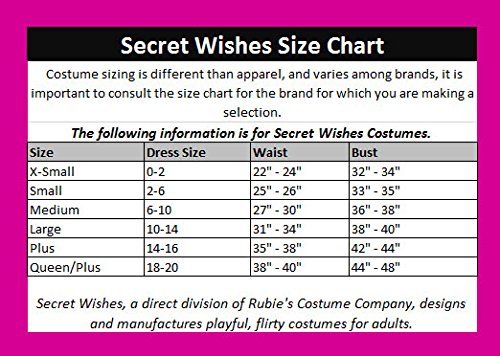 Secret Wishes Size Chart
Costume sizing is different than apparel, and varies among brands, it is
important to consult the size chart for the brand for which you are making a
selection.
The following information is for Secret Wishes Costumes.
Size Dress Size Waist Bust
X-Small 0-2 22" - 24" 32" - 34"
Small 2-6 25" - 26" 33" - 35"
Medium 6-10 27" - 30" 36" - 38"
Large 10-14 31" - 34" 38" - 40"
Plus 14-16 35" - 38" 42" - 44"
Queen/Plus 18-20 38" - 40" 44" - 48"
Secret Wishes, a direct division of Rubie's Costume Company, designs
and manufactures playful, flirty costumes for adults.